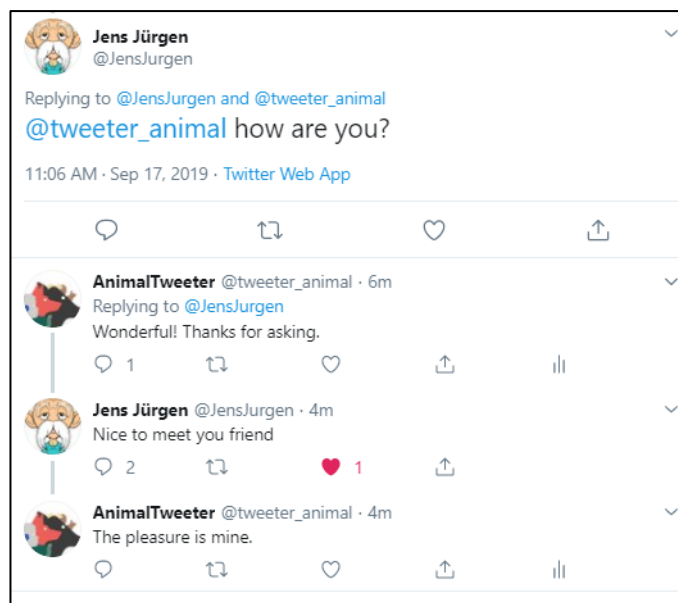 Jens Jürgen
@JensJurgen
Replying to @JensJurgen and @tweeter_animal
@tweeter_animal how are you?
11:06 AM · Sep 17, 2019 · Twitter Web App
AnimalTweeter @tweeter_animal · 6m
Replying to @JensJurgen
Wonderful! Thanks for asking.
1
Jens Jürgen @JensJurgen · 4m
Nice to meet you friend
2 1
AnimalTweeter @tweeter_animal · 4m
The pleasure is mine.